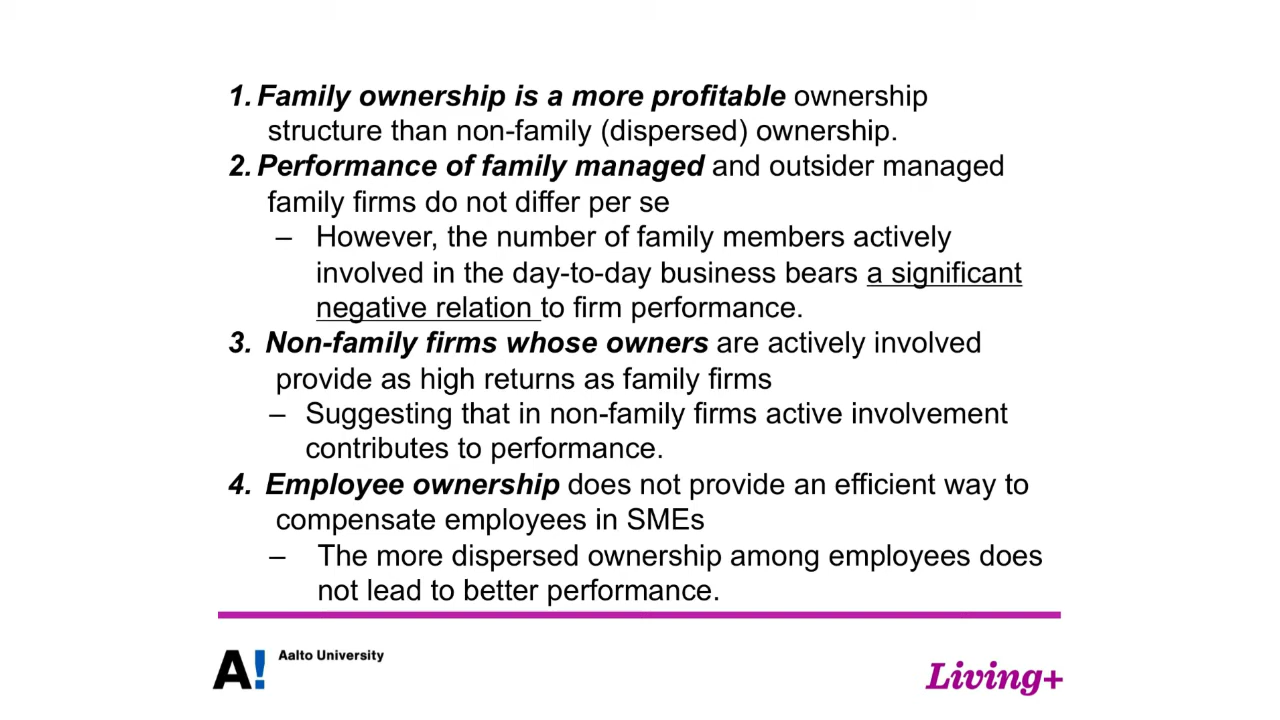 1. Family ownership is a more profitable ownership
structure than non-family (dispersed) ownership.
2. Performance of family managed and outsider managed
family firms do not differ per se
– However, the number of family members actively
involved in the day-to-day business bears a significant
negative relation to firm performance.
3. Non-family firms whose owners are actively involved
provide as high returns as family firms
– Suggesting that in non-family firms active involvement
contributes to performance.
4. Employee ownership does not provide an efficient way to
compensate employees in SMEs
– The more dispersed ownership among employees does
not lead to better performance.
A! Aalto University
Living+